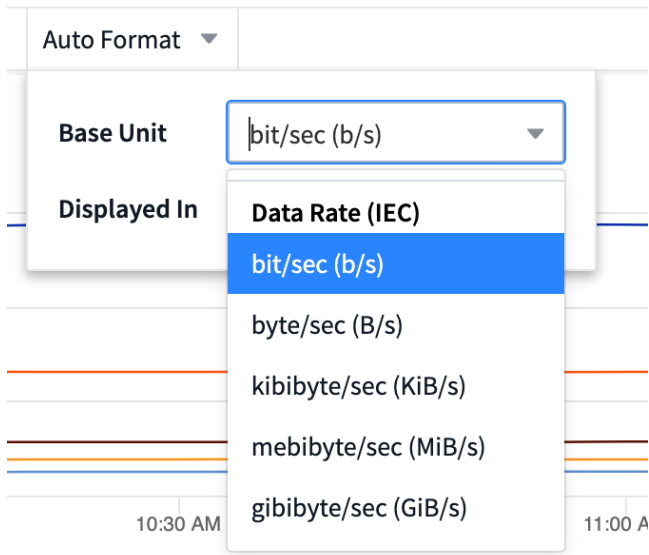 Auto Format
Base Unit
bit/sec (b/s)
Displayed In
Data Rate (IEC)
bit/sec (b/s)
byte/sec (B/s)
kibibyte/sec (KiB/s)
mebibyte/sec (MiB/s)
gibibyte/sec (GiB/s)
10:30 AM
11:00 A